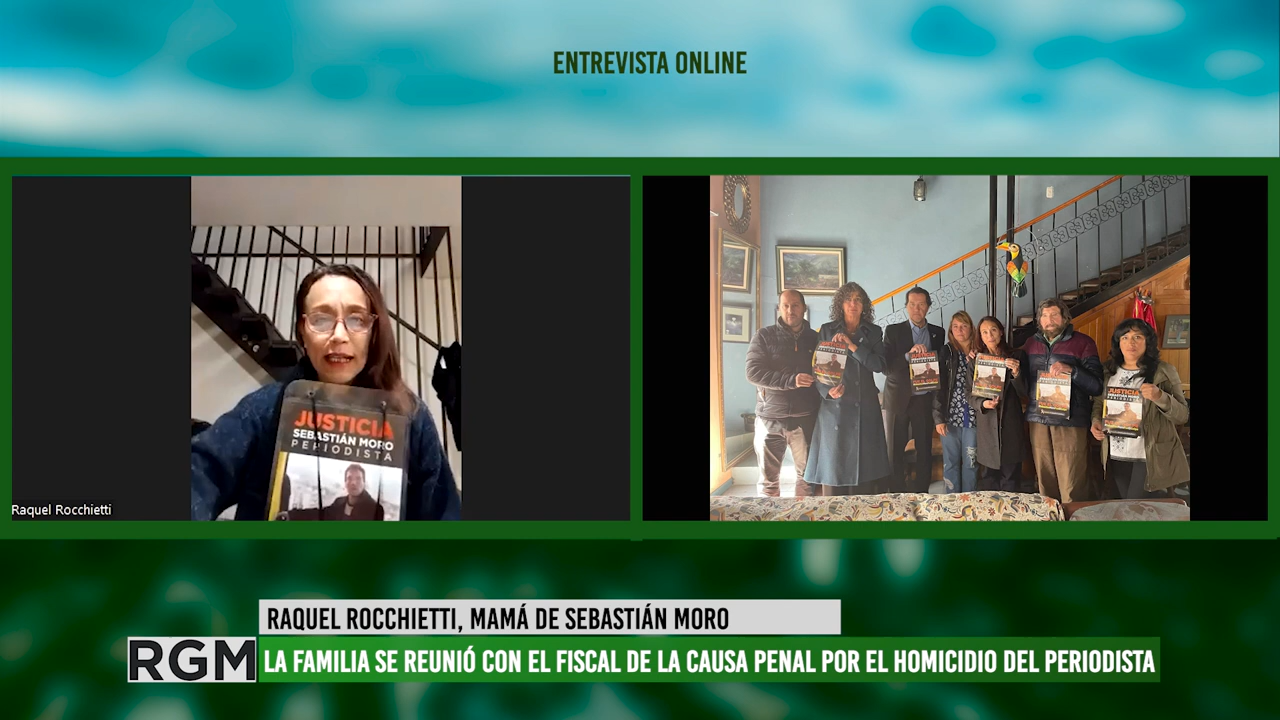 ENTREVISTA ONLINE
JUSTICIA
SEBASTIÁN MORO
PERIODISTA
Raquel Rocchietti
JUSTICIA
RAQUEL ROCCHIETTI, MAMÁ DE SEBASTIÁN MORO
RGM
LA FAMILIA SE REUNIÓ CON EL FISCAL DE LA CAUSA PENAL POR EL HOMICIDIO DEL PERIODISTA